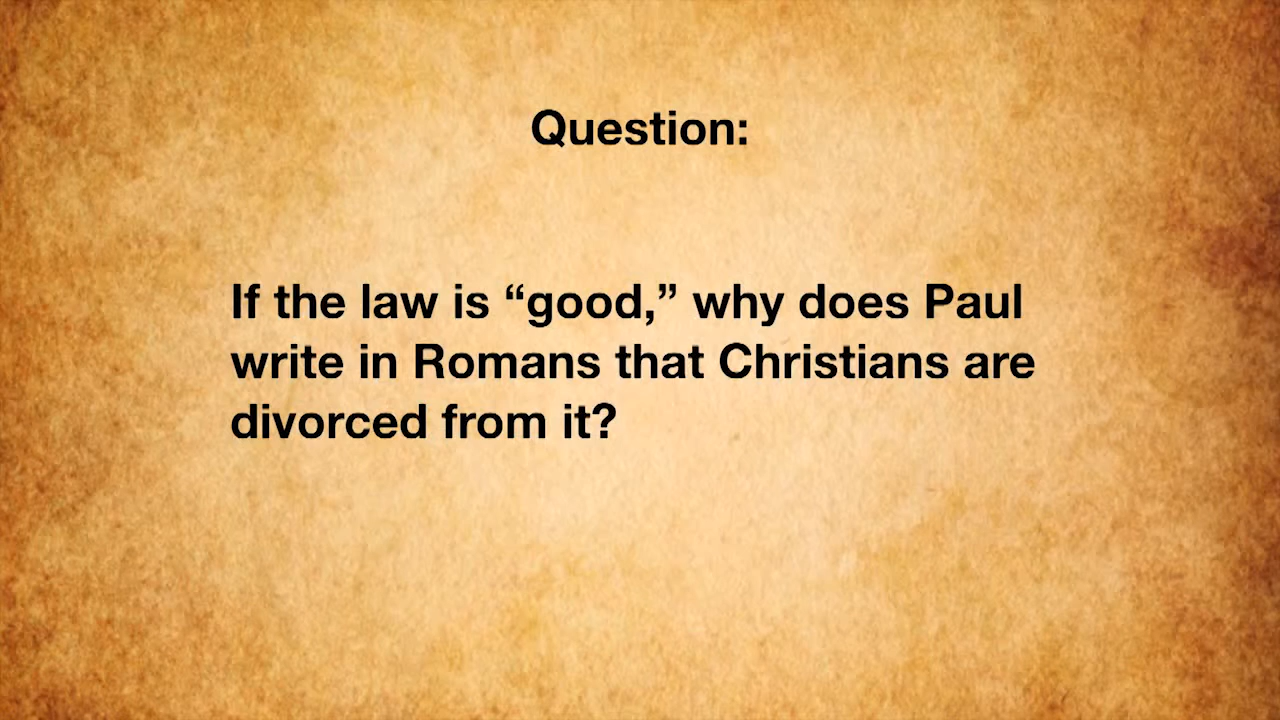 Question:
If the law is “good,” why does Paul
write in Romans that Christians are
divorced from it?